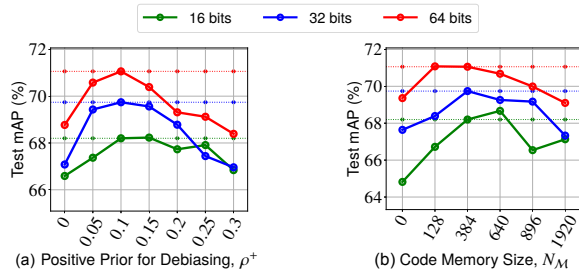 16 bits 32 bits 64 bits
Test mAP (%)
72
70
68
66
0 0.05 0.1 0.15 0.2 0.25 0.3
(a) Positive Prior for Debiasing, ρ⁺
Test mAP (%)
72
70
68
66
64
0 128 384 640 896 1920
(b) Code Memory Size, N_M